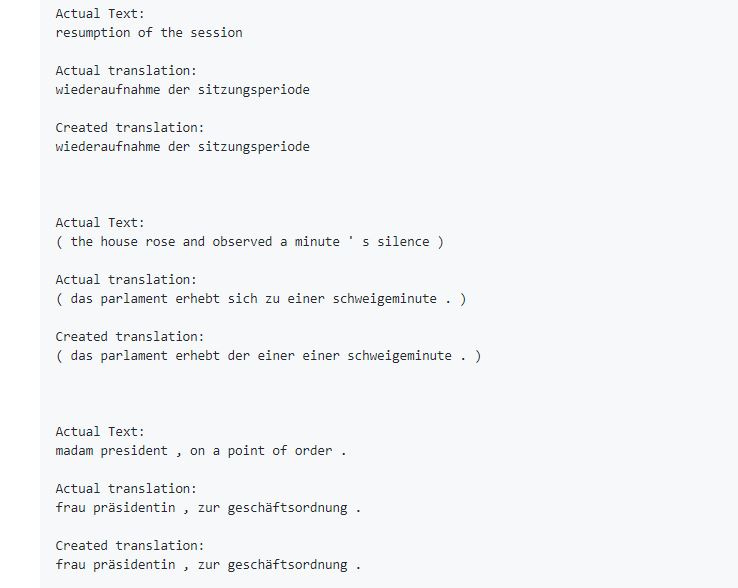 Actual Text:
resumption of the session
Actual translation:
wiederaufnahme der sitzungsperiode
Created translation:
wiederaufnahme der sitzungsperiode
Actual Text:
( the house rose and observed a minute ' s silence )
Actual translation:
( das parlament erhebt sich zu einer schweigeminute . )
Created translation:
( das parlament erhebt der einer einer schweigeminute . )
Actual Text:
madam president , on a point of order .
Actual translation:
frau präsidentin , zur geschäftsordnung .
Created translation:
frau präsidentin , zur geschäftsordnung .